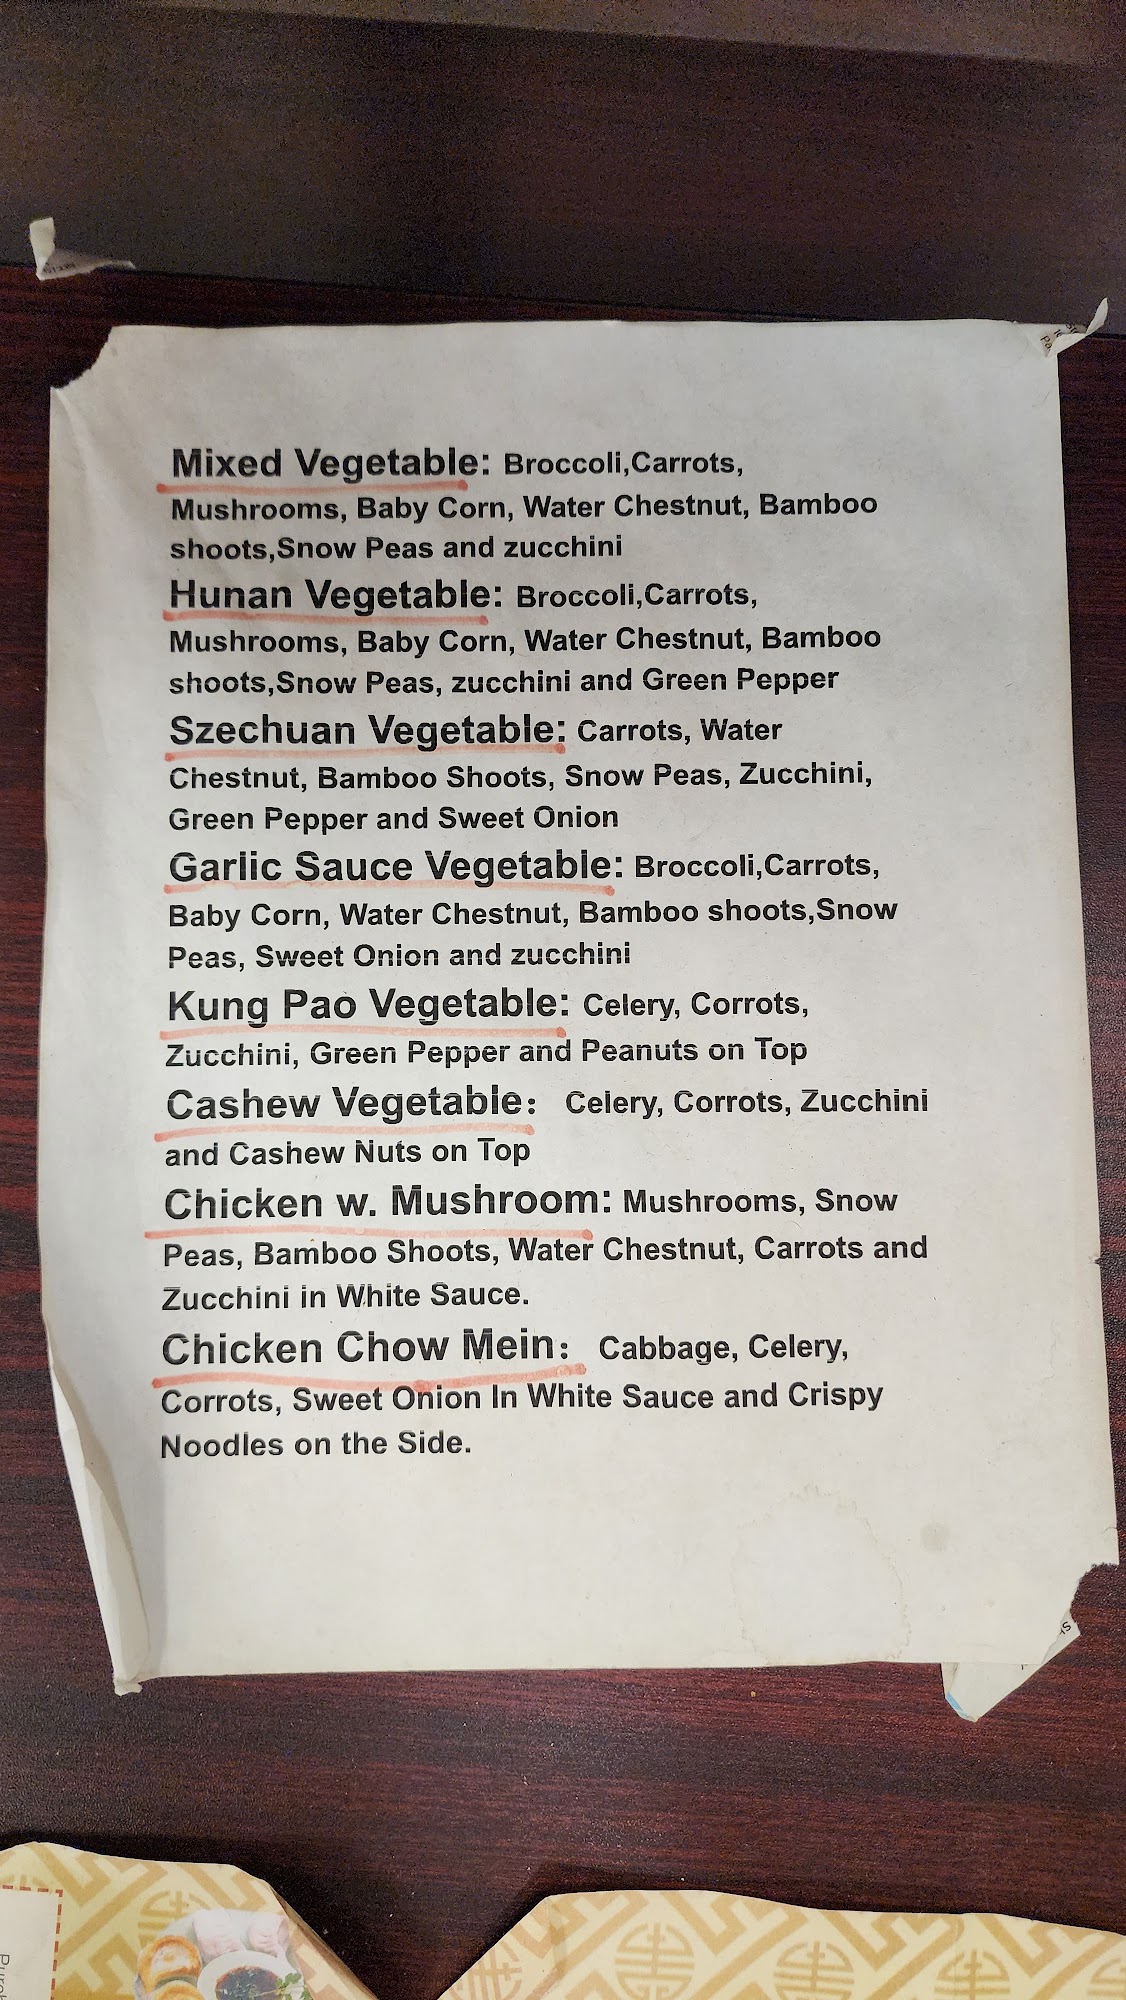 Mixed Vegetable: Broccoli,Carrots,
Mushrooms, Baby Corn, Water Chestnut, Bamboo
shoots,Snow Peas and zucchini
Hunan Vegetable: Broccoli,Carrots,
Mushrooms, Baby Corn, Water Chestnut, Bamboo
shoots,Snow Peas, zucchini and Green Pepper
Szechuan Vegetable: Carrots, Water
Chestnut, Bamboo Shoots, Snow Peas, Zucchini,
Green Pepper and Sweet Onion
Garlic Sauce Vegetable: Broccoli,Carrots,
Baby Corn, Water Chestnut, Bamboo shoots,Snow
Peas, Sweet Onion and zucchini
Kung Pao Vegetable: Celery, Corrots,
Zucchini, Green Pepper and Peanuts on Top
Cashew Vegetable： Celery, Corrots, Zucchini
and Cashew Nuts on Top
Chicken w. Mushroom: Mushrooms, Snow
Peas, Bamboo Shoots, Water Chestnut, Carrots and
Zucchini in White Sauce.
Chicken Chow Mein： Cabbage, Celery,
Corrots, Sweet Onion In White Sauce and Crispy
Noodles on the Side.